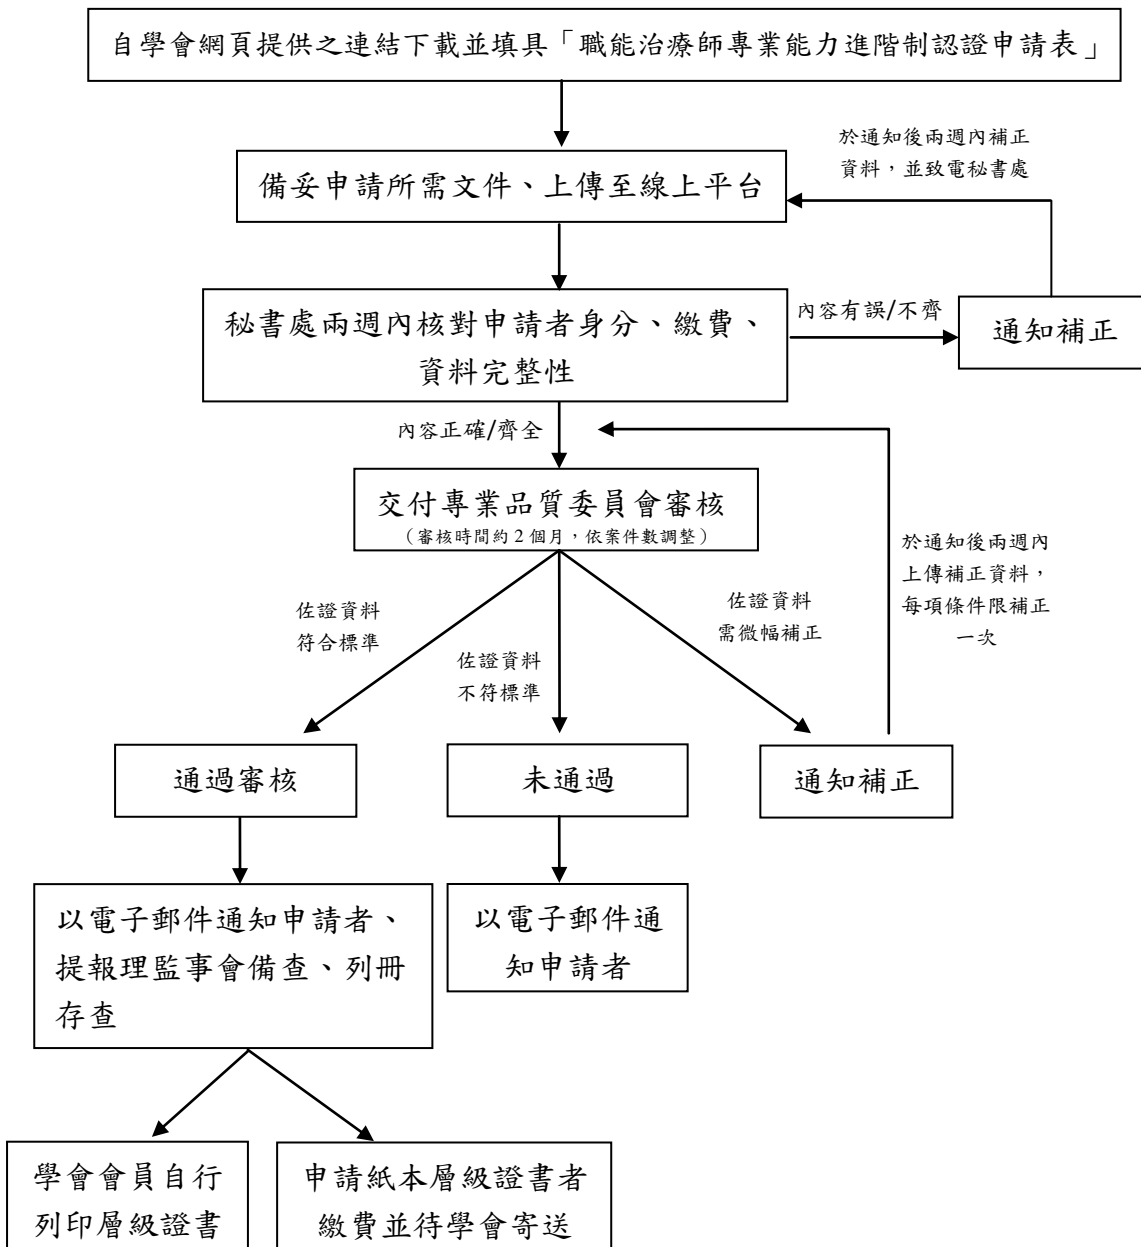 自學會網頁提供之連結下載並填具「職能治療師專業能力進階制認證申請表」
於通知後兩週內補正
資料，並致電秘書處
備妥申請所需文件、上傳至線上平台
秘書處兩週內核對申請者身分、繳費、
資料完整性
內容有誤/不齊
通知補正
內容正確/齊全
交付專業品質委員會審核
（審核時間約 2 個月，依案件數調整）
於通知後兩週內
上傳補正資料，
每項條件限補正
一次
佐證資料
符合標準
佐證資料
不符標準
佐證資料
需微幅補正
通過審核
未通過
通知補正
以電子郵件通知申請者、
提報理監事會備查、列冊
存查
以電子郵件通
知申請者
學會會員自行
列印層級證書
申請紙本層級證書者
繳費並待學會寄送